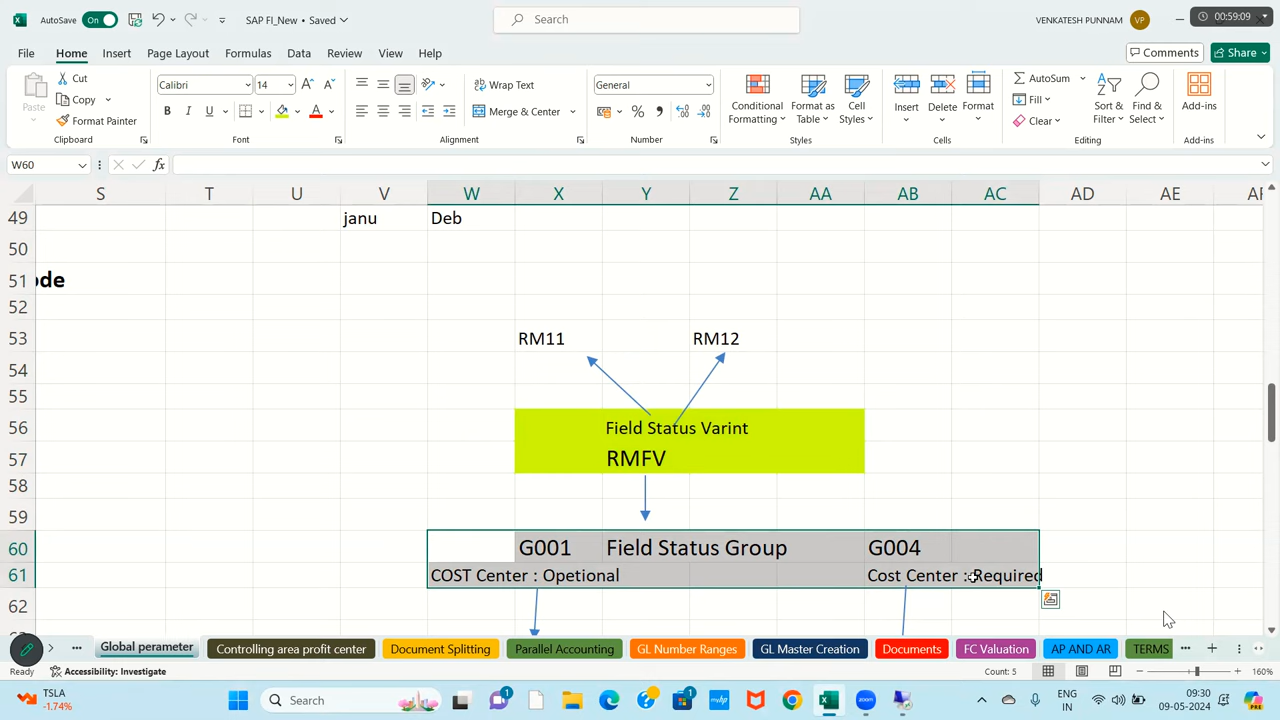 AutoSave On SAP FI_New • Saved Search VENKATESH PUNNAM VP 00:59:09
File Home Insert Page Layout Formulas Data Review View Help Comments Share
Paste Cut Calibri 14 Wrap Text General Conditional Formatting Format as Table Cell Styles Insert Delete Format AutoSum Sort & Filter Find & Select Add-ins
Copy Fill
Format Painter B I U Merge & Center Clear
Clipboard Font Alignment Number Styles Cells Editing Add-ins
W60 fx
S T U V W X Y Z AA AB AC AD AE AF
49 janu Deb
50
51 ode
52
53 RM11 RM12
54
55
56 Field Status Varint
57 RMFV
58
59
60 G001 Field Status Group G004
61 COST Center : Opetional Cost Center : Required
62
Global perameter Controlling area profit center Document Splitting Parallel Accounting GL Number Ranges GL Master Creation Documents FC Valuation AP AND AR TERMS
Ready Accessibility: Investigate Count: 5 160%
TSLA
-1.74%
Search
1
1
zoom
ENG
IN
09:30
09-05-2024
PRE